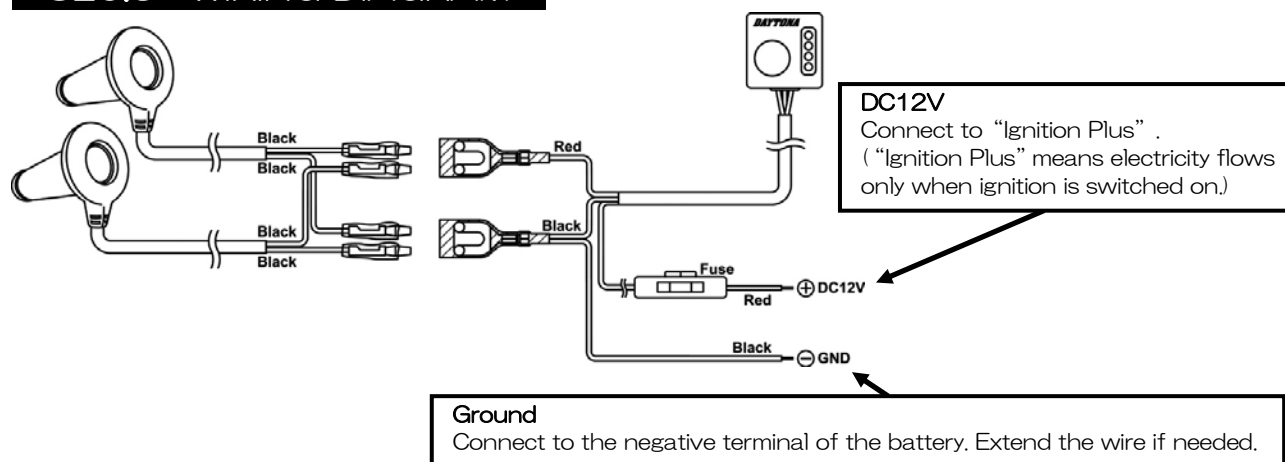 DAYTONA
Black
Black
Red
Black
Black
Black
Fuse
Red
DC12V
Black
GND
DC12V
Connect to “Ignition Plus” .
( “Ignition Plus” means electricity flows
only when ignition is switched on.)
Ground
Connect to the negative terminal of the battery. Extend the wire if needed.